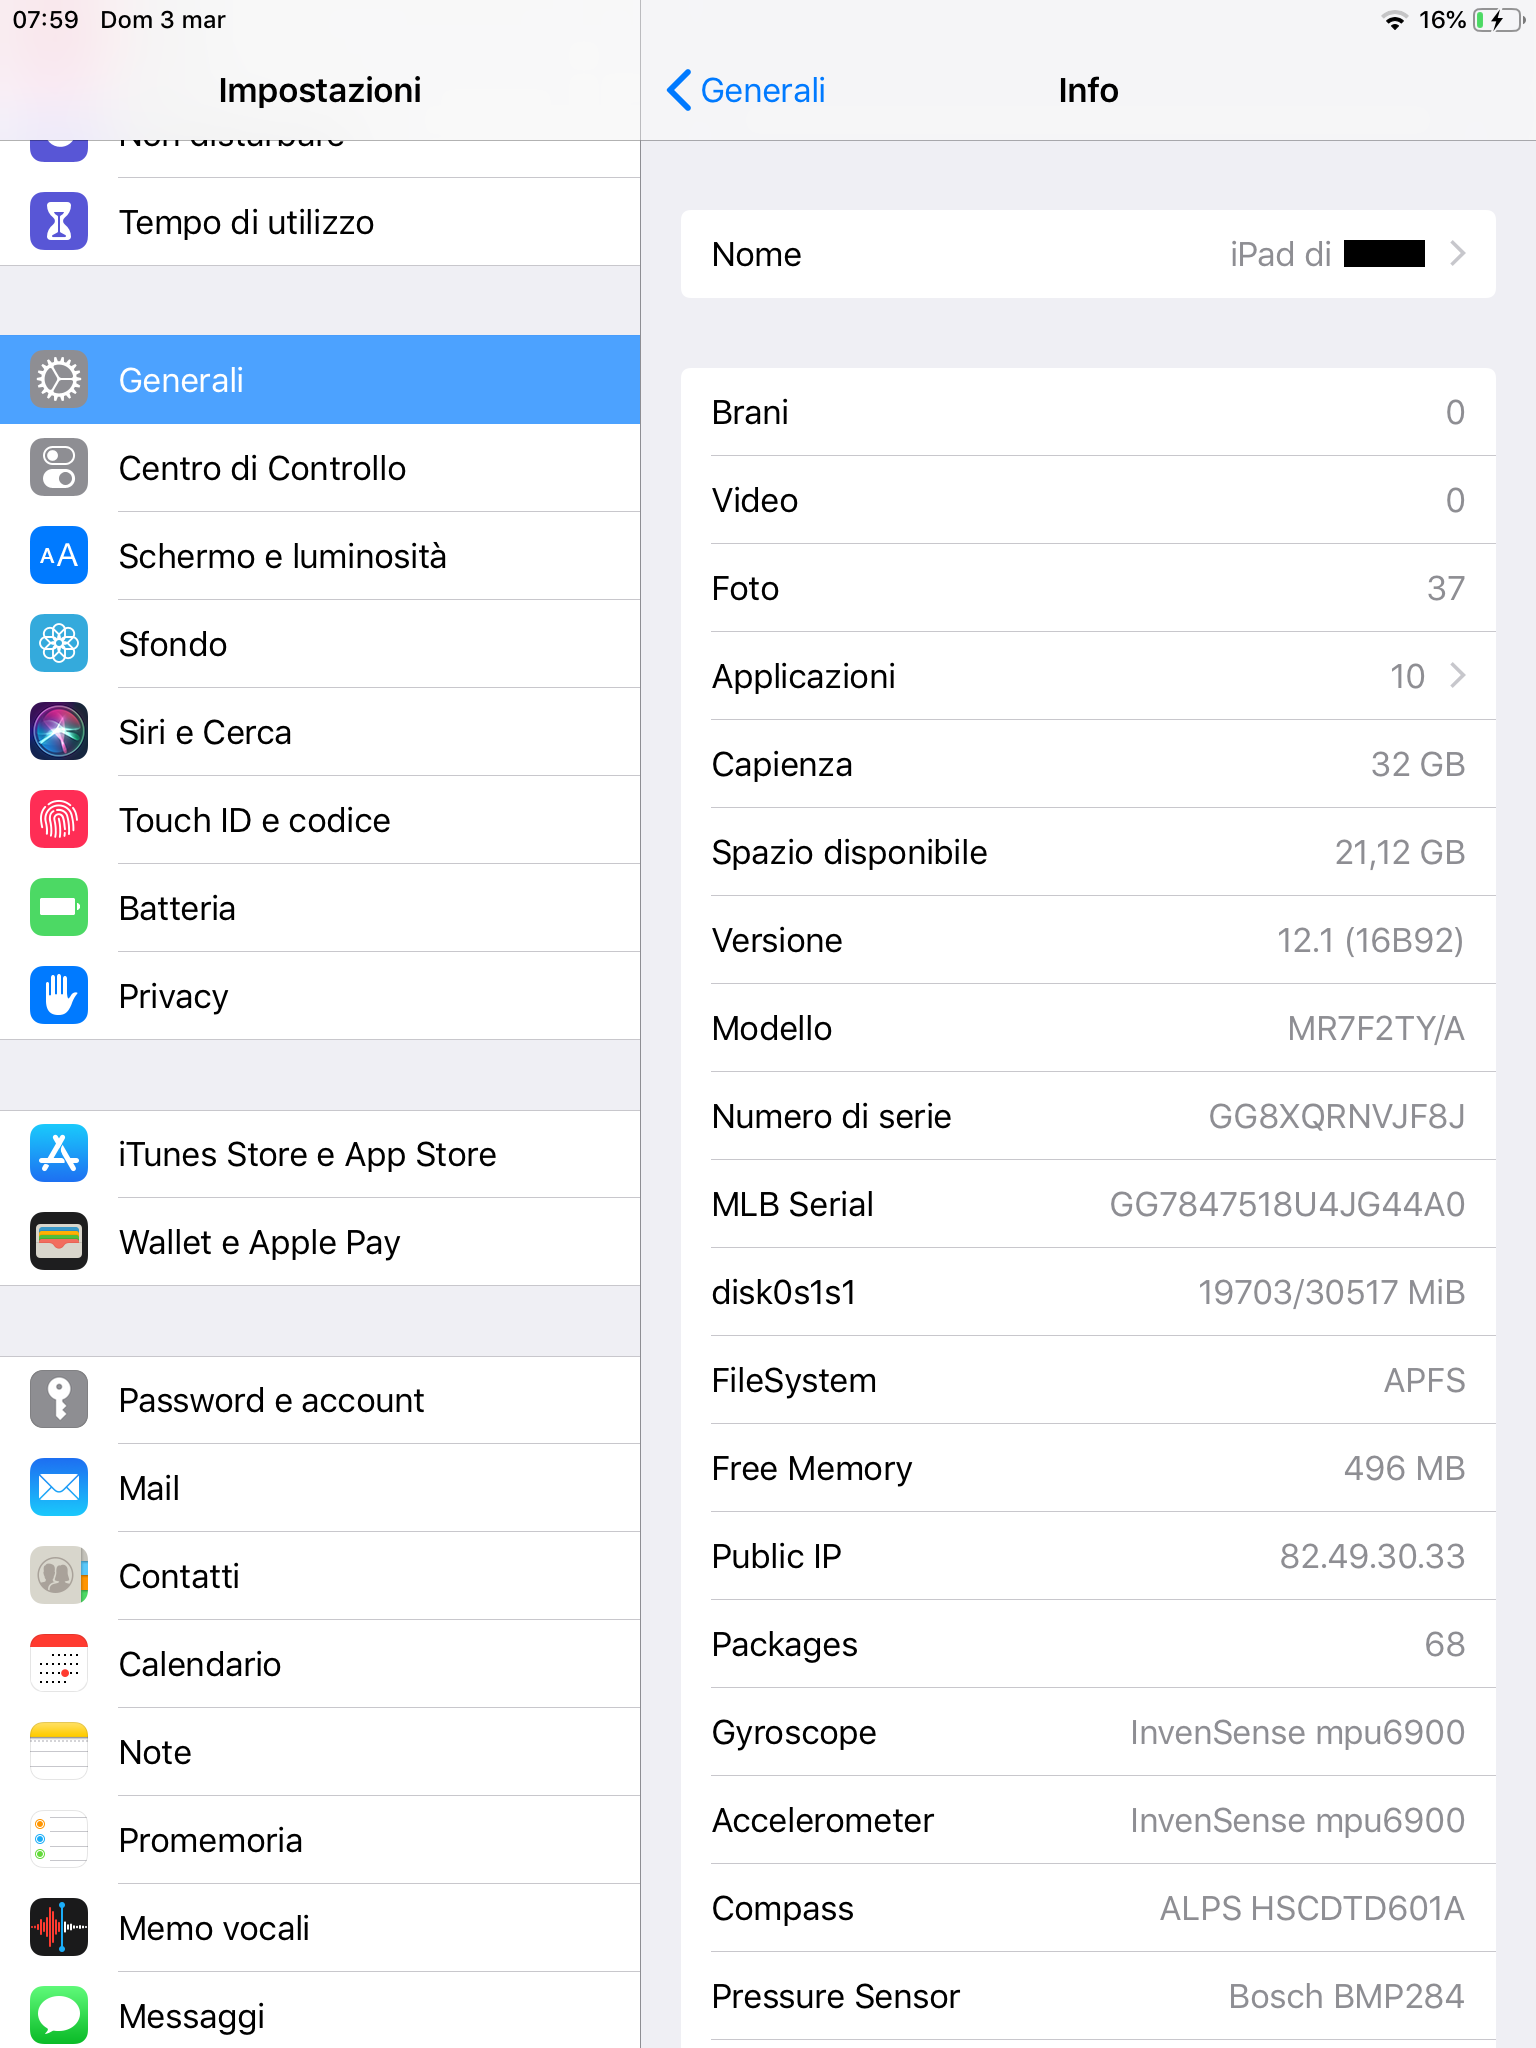 07:59 Dom 3 mar
16%
Impostazioni
Non disturbare
Tempo di utilizzo
Generali
Centro di Controllo
AA Schermo e luminosità
Sfondo
Siri e Cerca
Touch ID e codice
Batteria
Privacy
iTunes Store e App Store
Wallet e Apple Pay
Password e account
Mail
Contatti
Calendario
Note
Promemoria
Memo vocali
Messaggi
Generali
Info
Nome iPad di
Brani 0
Video 0
Foto 37
Applicazioni 10
Capienza 32 GB
Spazio disponibile 21,12 GB
Versione 12.1 (16B92)
Modello MR7F2TY/A
Numero di serie GG8XQRNVJF8J
MLB Serial GG7847518U4JG44A0
disk0s1s1 19703/30517 MiB
FileSystem APFS
Free Memory 496 MB
Public IP 82.49.30.33
Packages 68
Gyroscope InvenSense mpu6900
Accelerometer InvenSense mpu6900
Compass ALPS HSCDTD601A
Pressure Sensor Bosch BMP284